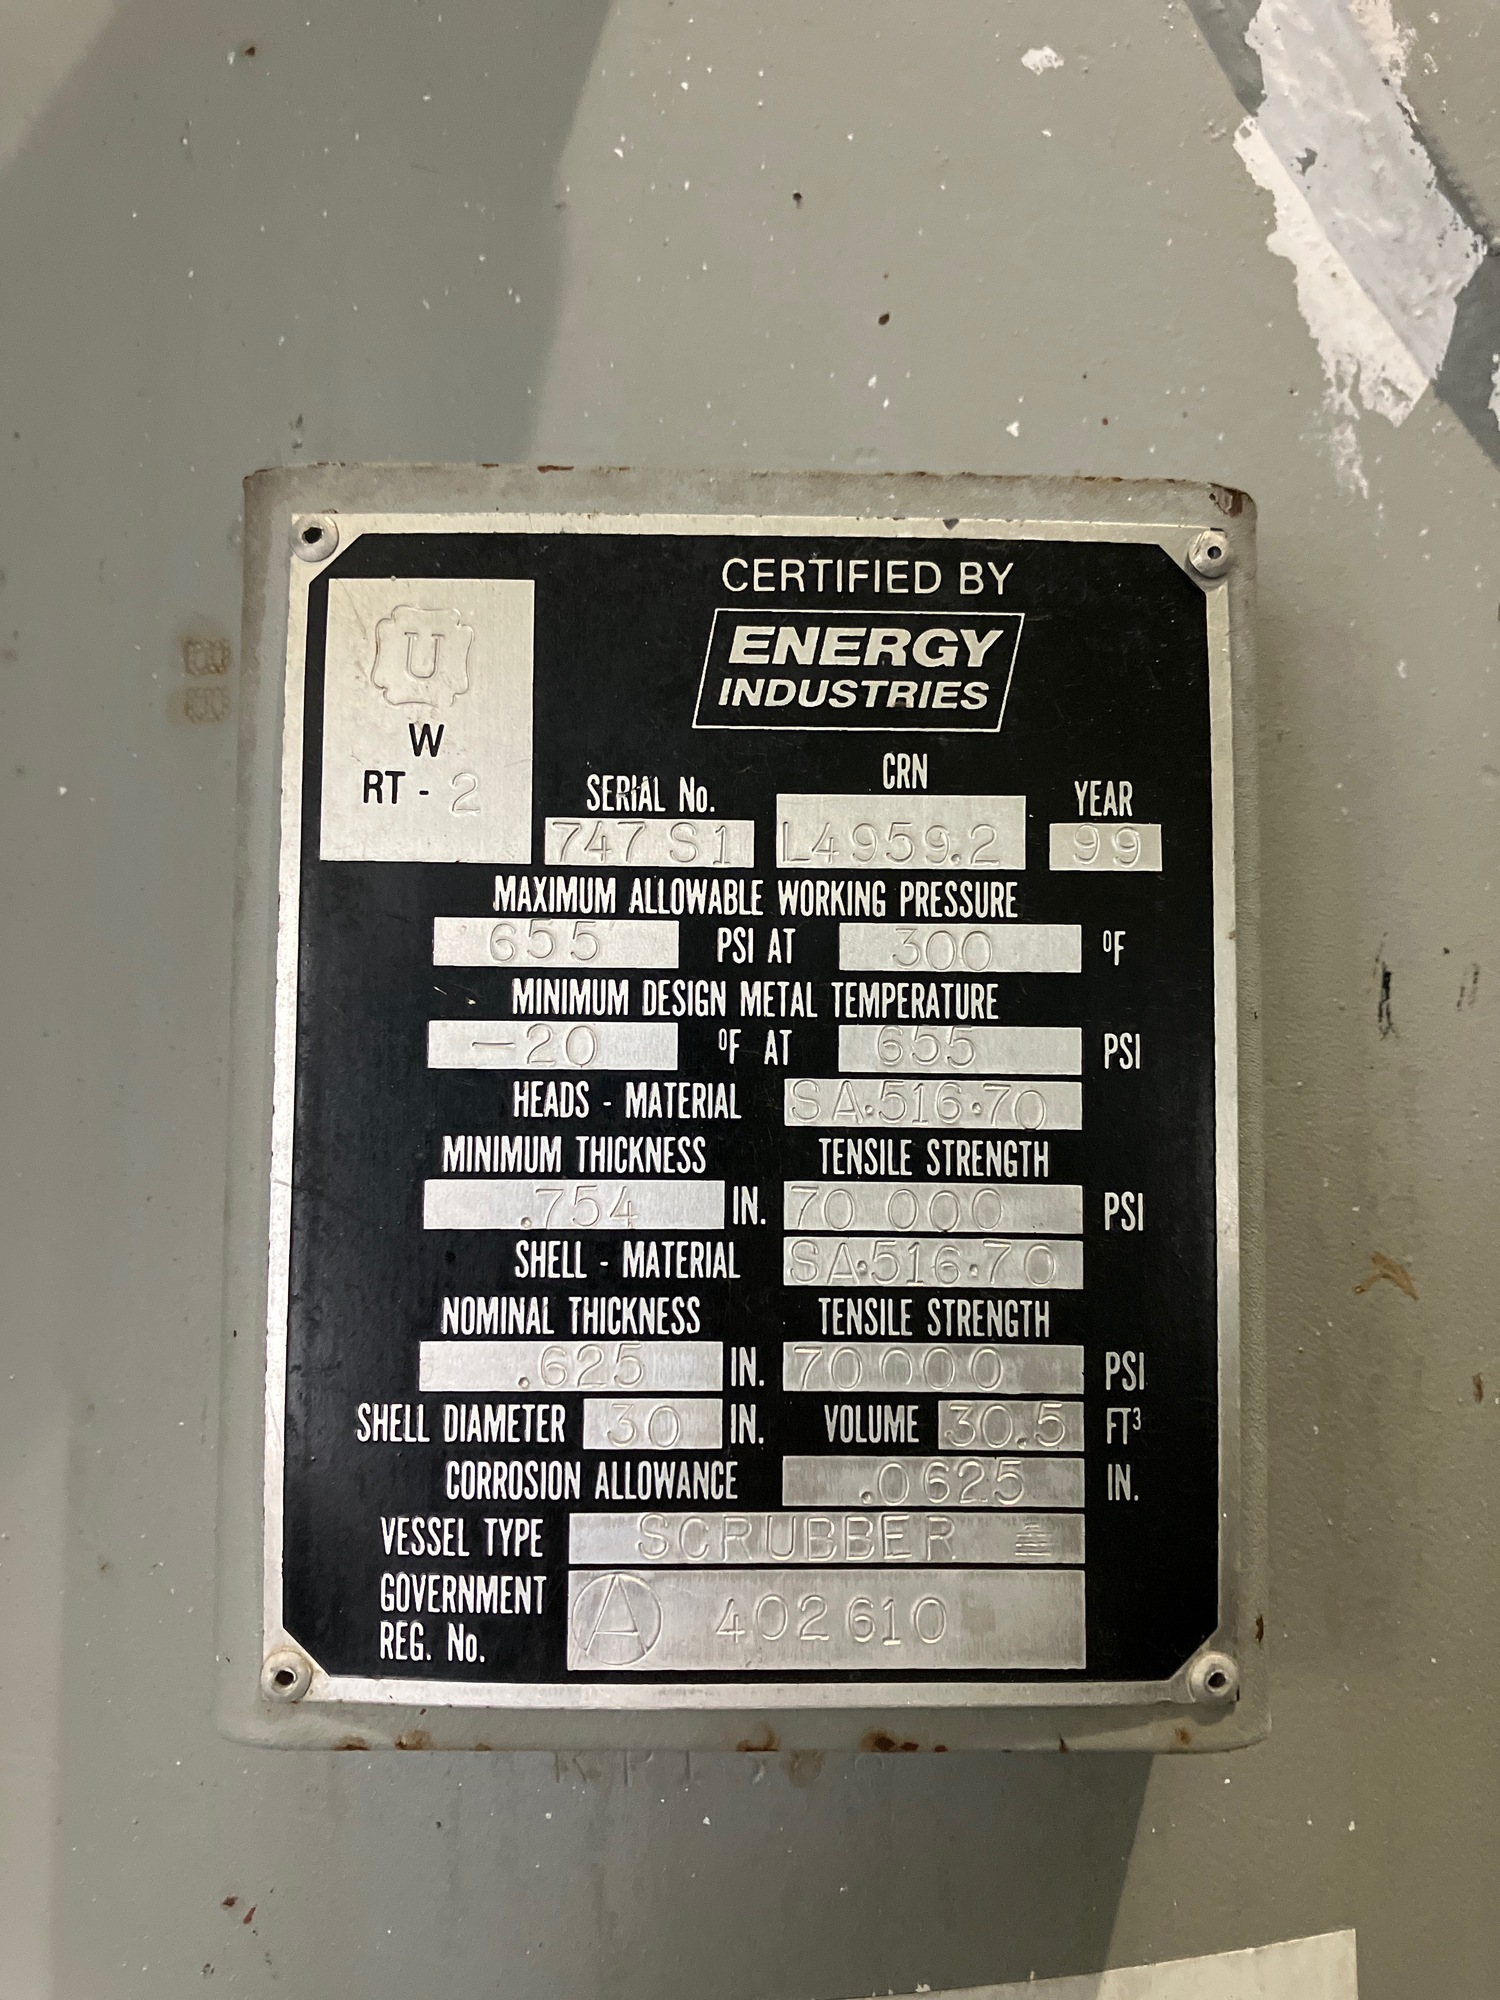 CERTIFIED BY
ENERGY
INDUSTRIES
U
W
RT - 2
SERIAL No. CRN YEAR
747 S1 L4959.2 99
MAXIMUM ALLOWABLE WORKING PRESSURE
655 PSI AT 300 ºF
MINIMUM DESIGN METAL TEMPERATURE
-20 ºF AT 655 PSI
HEADS - MATERIAL SA·516·70
MINIMUM THICKNESS TENSILE STRENGTH
.754 IN. 70 000 PSI
SHELL - MATERIAL SA·516·70
NOMINAL THICKNESS TENSILE STRENGTH
.625 IN. 70 000 PSI
SHELL DIAMETER 30 IN. VOLUME 30.5 FT³
CORROSION ALLOWANCE .0625 IN.
VESSEL TYPE SCRUBBER
GOVERNMENT
REG. No. A 402610